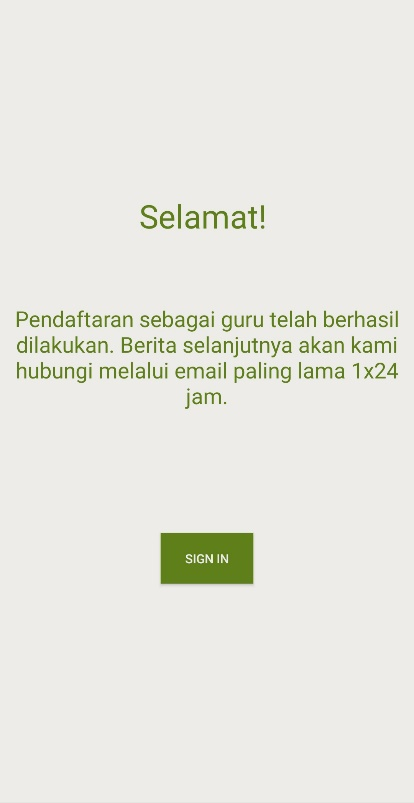 Selamat!
Pendaftaran sebagai guru telah berhasil
dilakukan. Berita selanjutnya akan kami
hubungi melalui email paling lama 1x24
jam.
SIGN IN